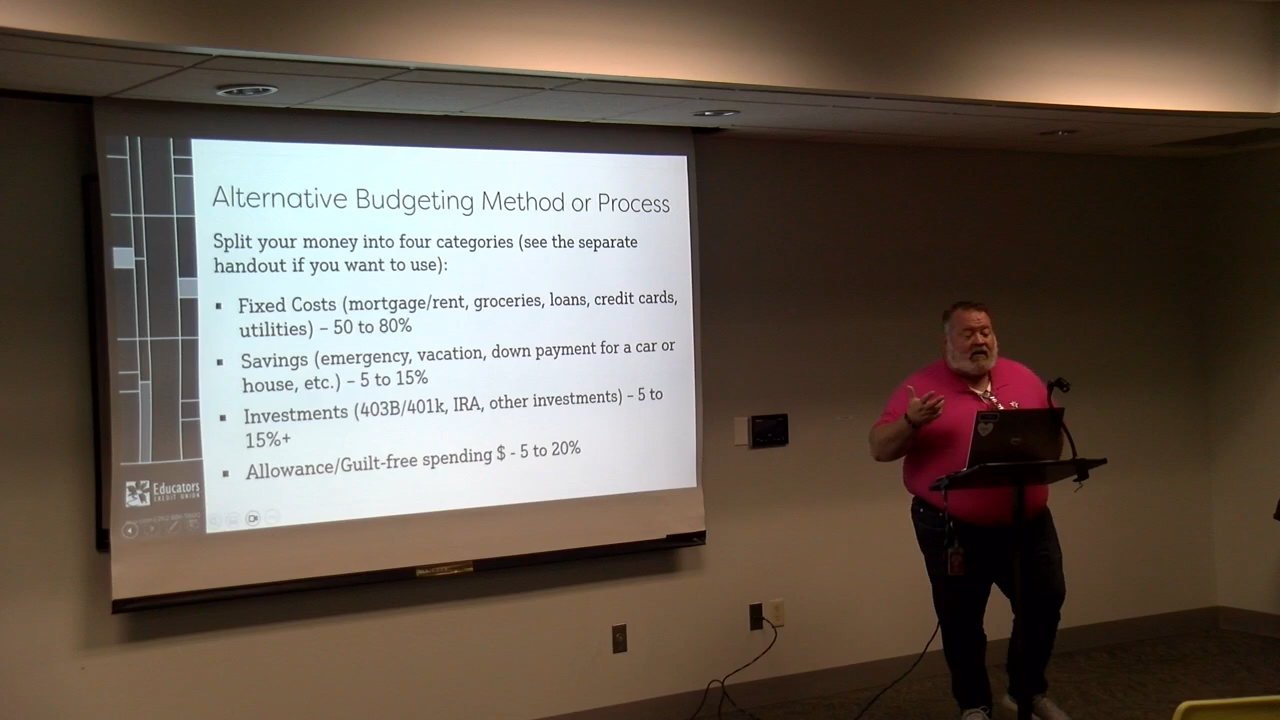 Alternative Budgeting Method or Process
Split your money into four categories (see the separate
handout if you want to use):
▪ Fixed Costs (mortgage/rent, groceries, loans, credit cards,
utilities) – 50 to 80%
▪ Savings (emergency, vacation, down payment for a car or
house, etc.) – 5 to 15%
▪ Investments (403B/401k, IRA, other investments) – 5 to
15%+
▪ Allowance/Guilt-free spending $ - 5 to 20%
Educators
CREDIT UNION